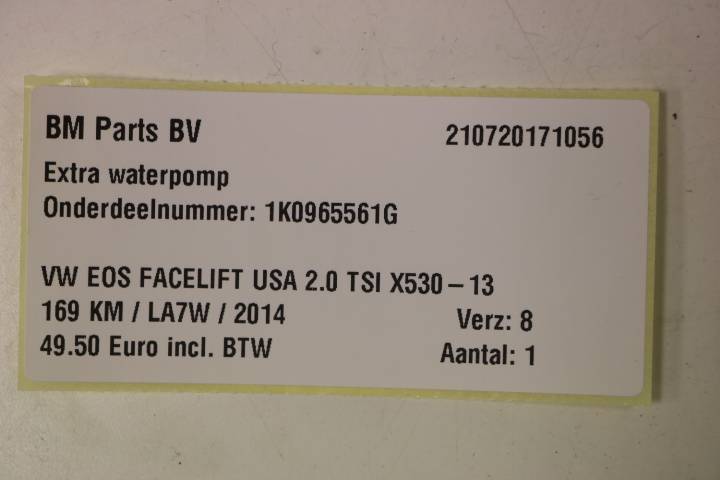 BM Parts BV 210720171056
Extra waterpomp
Onderdeelnummer: 1K0965561G
VW EOS FACELIFT USA 2.0 TSI X530 – 13
169 KM / LA7W / 2014 Verz: 8
49.50 Euro incl. BTW Aantal: 1